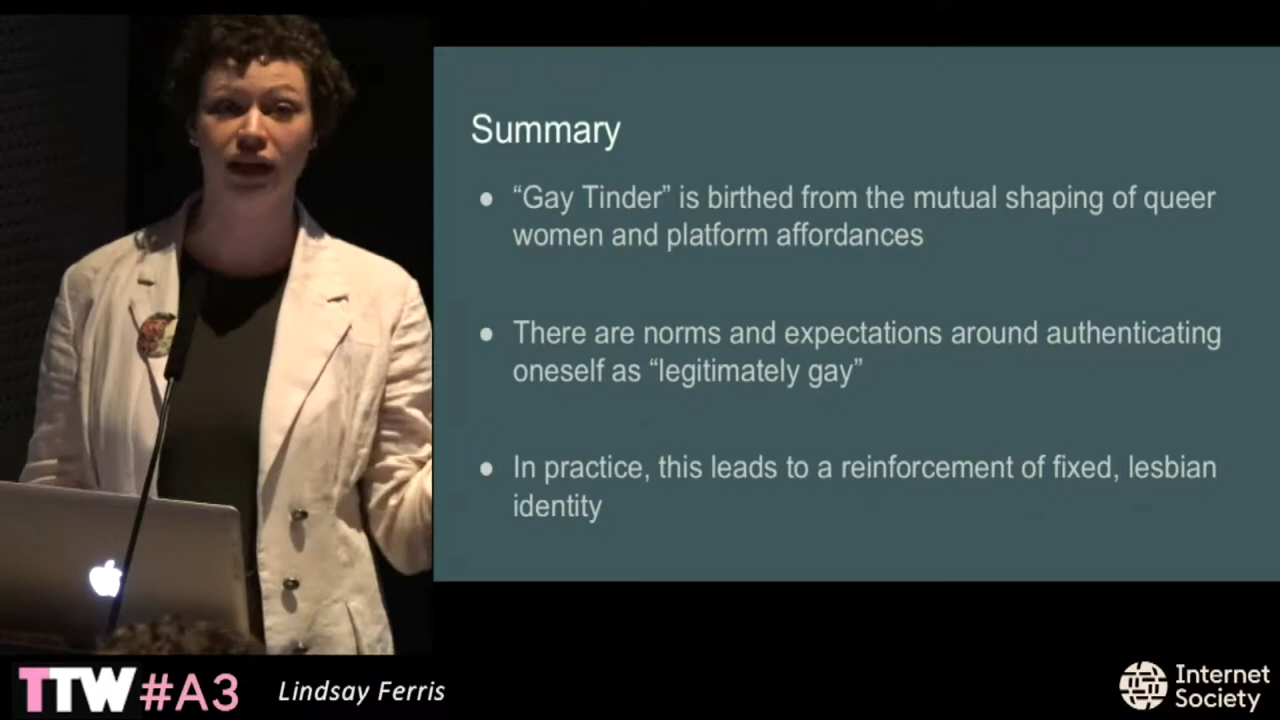 Summary
● “Gay Tinder” is birthed from the mutual shaping of queer
women and platform affordances
● There are norms and expectations around authenticating
oneself as “legitimately gay”
● In practice, this leads to a reinforcement of fixed, lesbian
identity
TTW#A3
Lindsay Ferris
Internet
Society